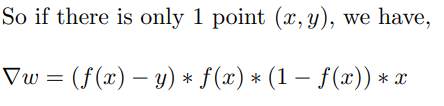 So if there is only 1 point (x, y), we have,
∇w = (f(x) − y) ∗ f(x) ∗ (1 − f(x)) ∗ x